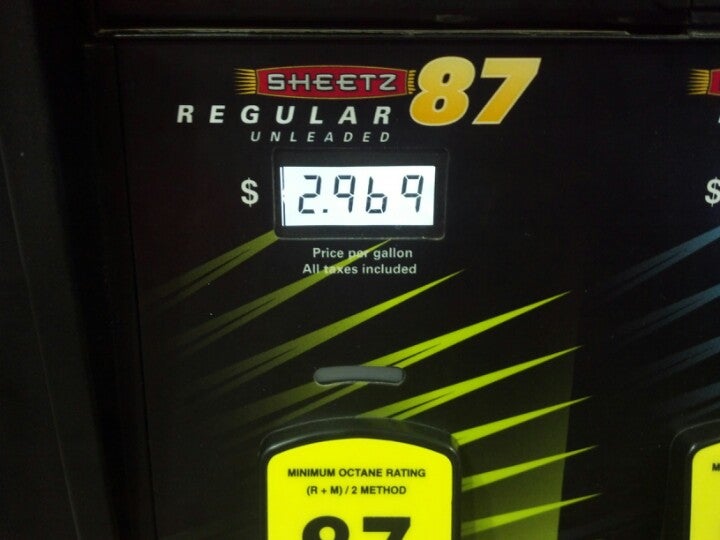 SHEETZ 87
REGULAR
UNLEADED
$ 2.969
Price per gallon
All taxes included
MINIMUM OCTANE RATING
(R + M) / 2 METHOD
87
$